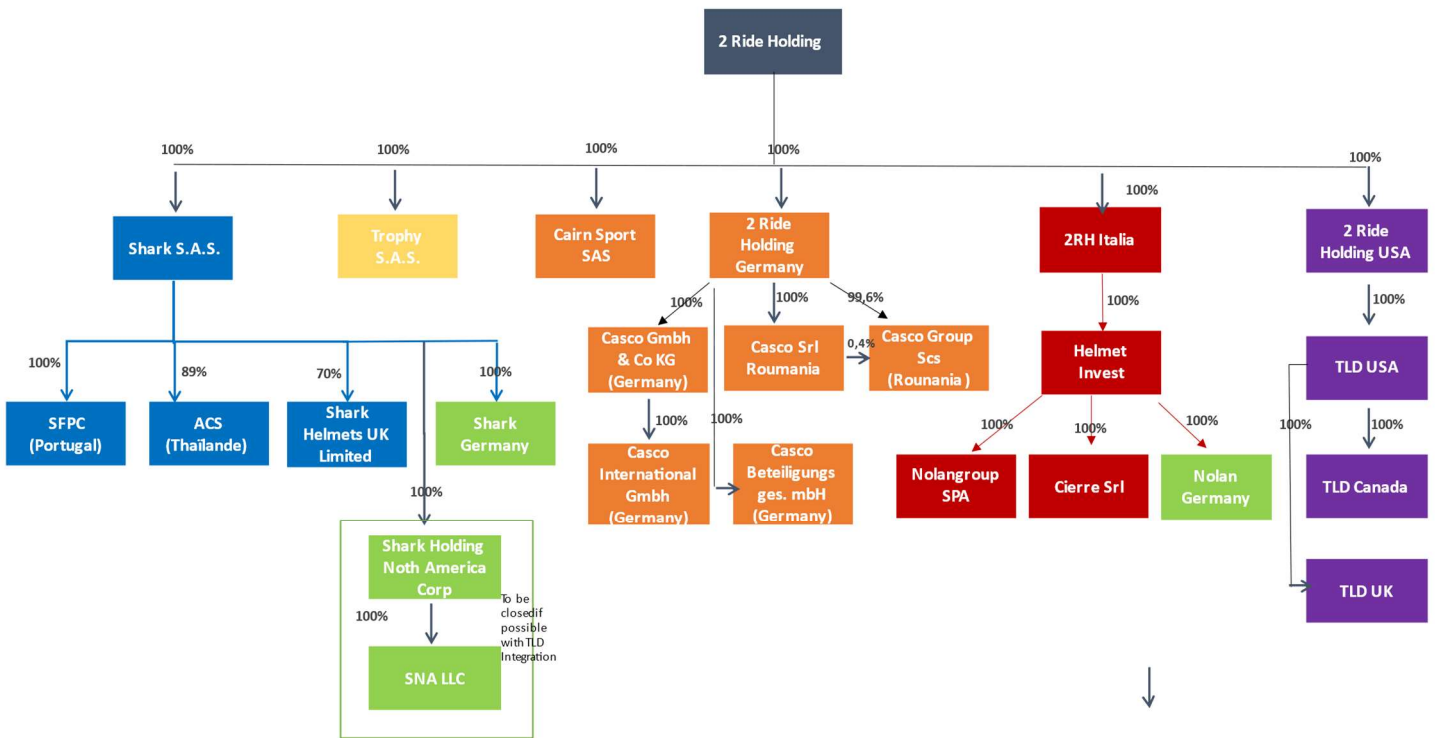 2 Ride Holding
100%
100%
100%
100%
100%
100%
Shark S.A.S.
Trophy
S.A.S.
Cairn Sport
SAS
2 Ride
Holding
Germany
2RH Italia
2 Ride
Holding USA
100%
100%
99,6%
100%
100%
Casco Gmbh
& Co KG
(Germany)
Casco Srl
Roumania
0,4%
Casco Group
Scs
(Rounania)
Helmet
Invest
TLD USA
100%
89%
70%
100%
SFPC
(Portugal)
ACS
(Thaïlande)
Shark
Helmets UK
Limited
Shark
Germany
100%
100%
100%
100%
100%
100%
100%
Casco
International
Gmbh
(Germany)
Casco
Beteiligungs
ges. mbH
(Germany)
Nolangroup
SPA
Cierre Srl
Nolan
Germany
TLD Canada
100%
Shark Holding
Noth America
Corp
TLD UK
100%
To be
closedif
possible
with TLD
Integration
SNA LLC